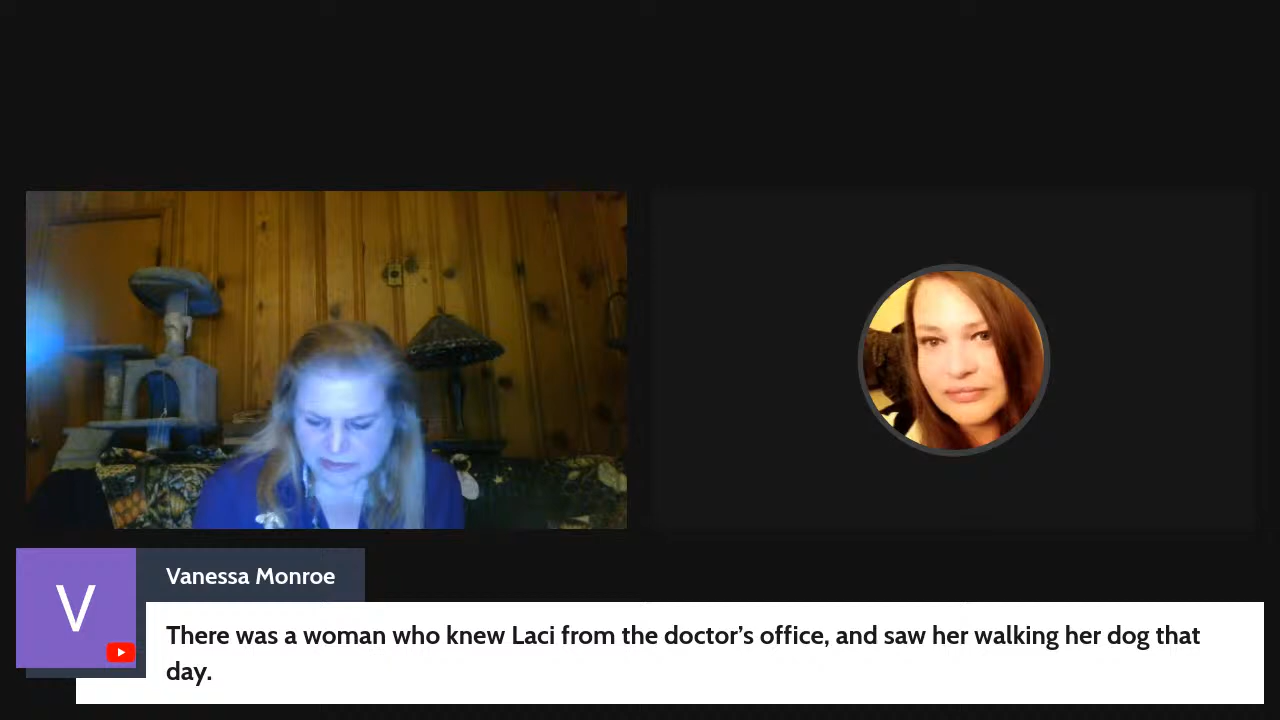 V
Vanessa Monroe
There was a woman who knew Laci from the doctor’s office, and saw her walking her dog that
day.